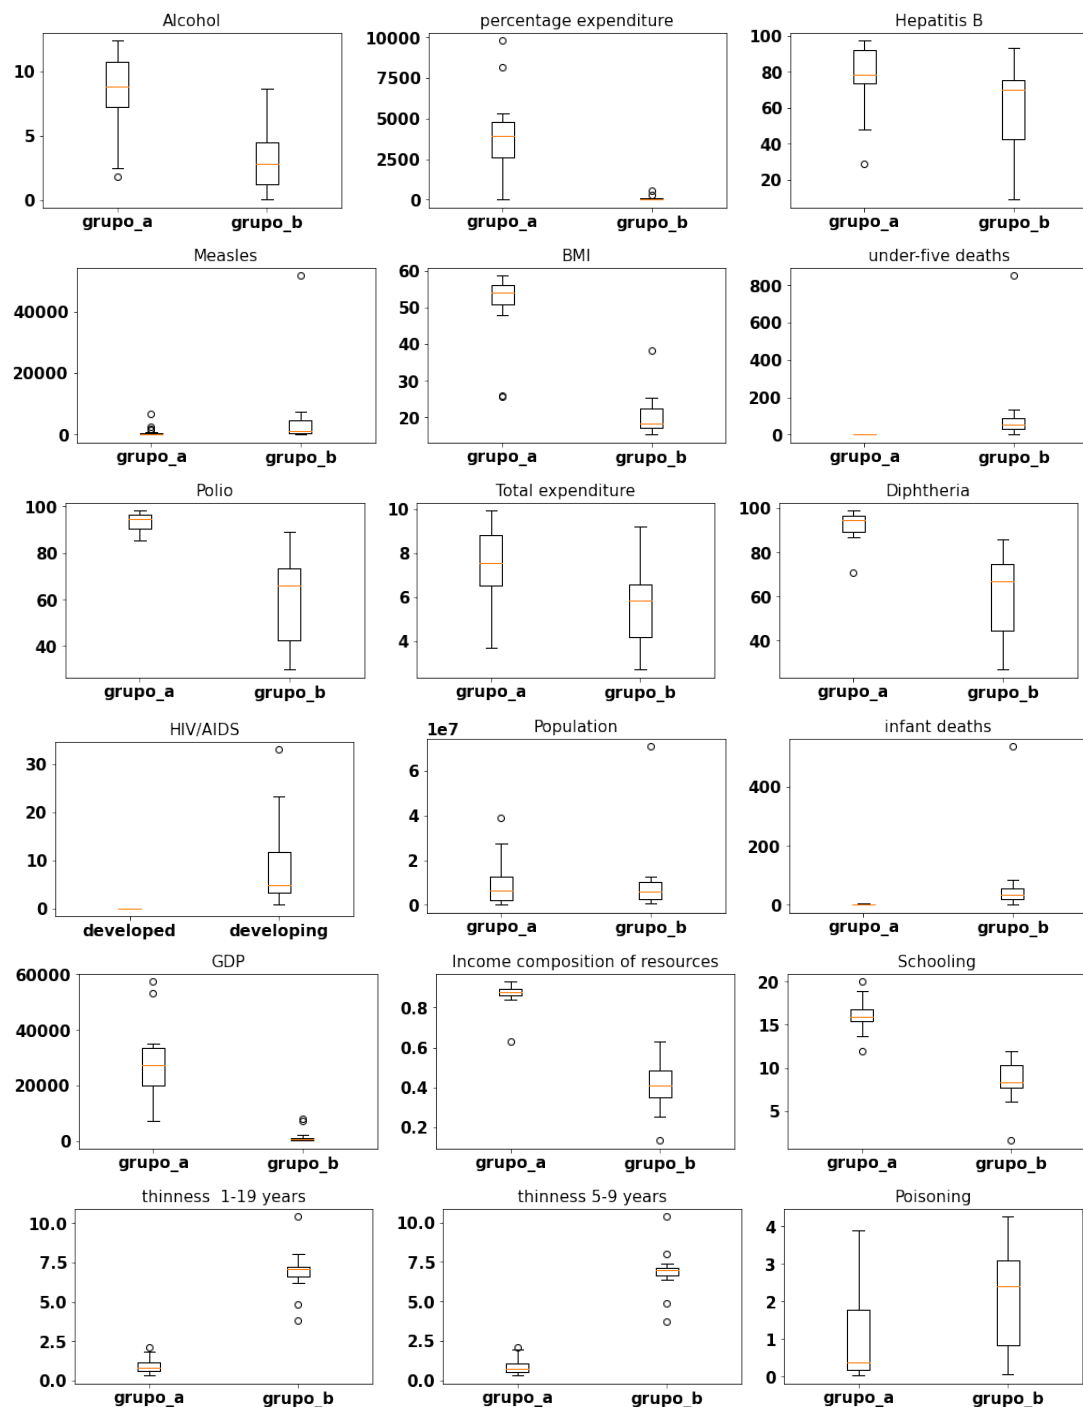 Alcohol
10
5
0
grupo_a grupo_b
percentage expenditure
10000
7500
5000
2500
0
grupo_a grupo_b
Hepatitis B
100
80
60
40
20
grupo_a grupo_b
Measles
40000
20000
0
grupo_a grupo_b
BMI
60
50
40
30
20
grupo_a grupo_b
under-five deaths
800
600
400
200
0
grupo_a grupo_b
Polio
100
80
60
40
grupo_a grupo_b
Total expenditure
10
8
6
4
grupo_a grupo_b
Diphtheria
100
80
60
40
grupo_a grupo_b
HIV/AIDS
30
20
10
0
developed developing
1e7 Population
6
4
2
0
grupo_a grupo_b
infant deaths
400
200
0
grupo_a grupo_b
GDP
60000
40000
20000
0
grupo_a grupo_b
Income composition of resources
0.8
0.6
0.4
0.2
grupo_a grupo_b
Schooling
20
15
10
5
grupo_a grupo_b
thinness  1-19 years
10.0
7.5
5.0
2.5
0.0
grupo_a grupo_b
thinness 5-9 years
10.0
7.5
5.0
2.5
0.0
grupo_a grupo_b
Poisoning
4
3
2
1
0
grupo_a grupo_b